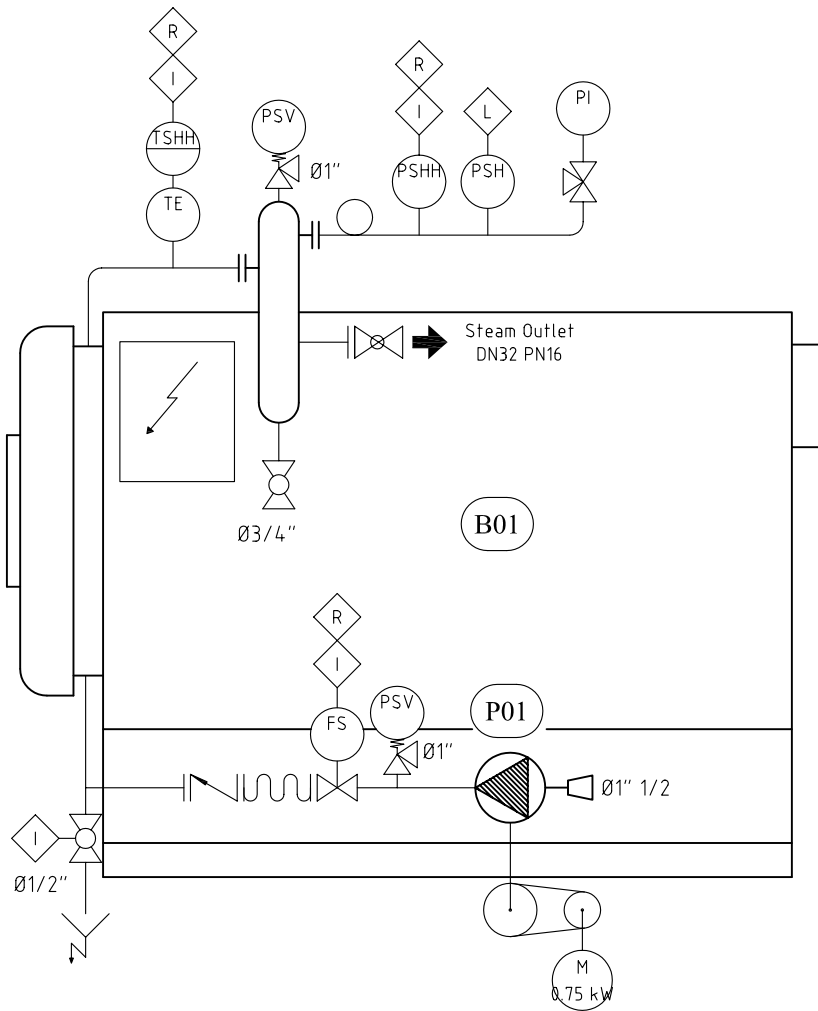 R
I
TSHH
TE
PSV
Ø1"
R
I
PSHH
L
PSH
PI
Steam Outlet
DN32 PN16
Ø3/4"
B01
R
I
FS
PSV
Ø1"
P01
Ø1" 1/2
I
Ø1/2"
M
0.75 kW